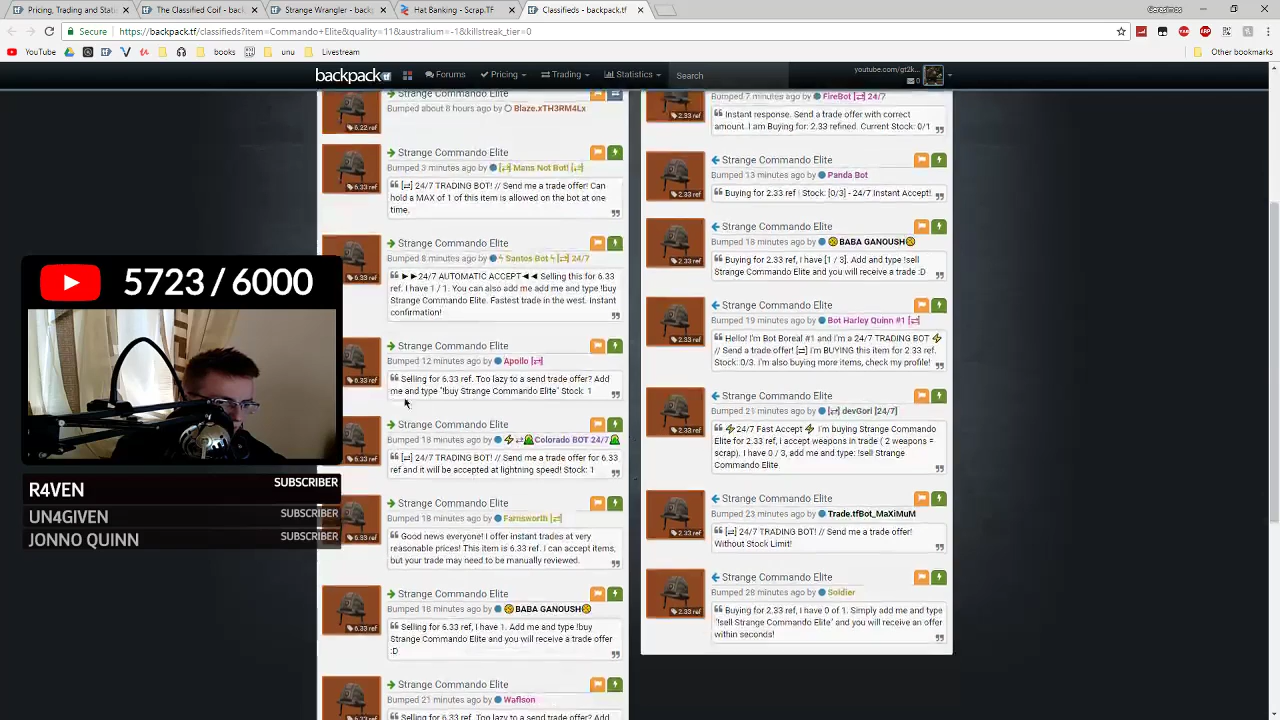 Pricing, Trading and Stati
The Classified Coif - backp
Strange Wrangler - backp
Hat Banking - Scrap.TF
Classifieds - backpack.tf
Secure
https://backpack.tf/classifieds?item=Commando Elite&quality=11&australium=-1&killstreak_tier=0
YouTube
books
unu
Livestream
Other bookmarks
backpack.tf
Forums
Pricing
Trading
Statistics
Search
youtube.com/gt2k...
0
Strange Commando Elite
Bumped about 8 hours ago by Blaze.xTH3RM4Lx
6.22 ref
Strange Commando Elite
Bumped 3 minutes ago by [⇄] Mans Not Bot! [⇄]
6.33 ref
[⇄] 24/7 TRADING BOT! // Send me a trade offer! Can
hold a MAX of 1 of this item is allowed on the bot at one
time.
Strange Commando Elite
Bumped 8 minutes ago by ϟ Santos Bot ϟ [⇄] 24/7
6.33 ref
►►24/7 AUTOMATIC ACCEPT◄◄ Selling this for 6.33
ref. I have 1 / 1. You can also add me add me and type !buy
Strange Commando Elite. Fastest trade in the west. Instant
confirmation!
Strange Commando Elite
Bumped 12 minutes ago by Apollo [⇄]
6.33 ref
Selling for 6.33 ref. Too lazy to a send trade offer? Add
me and type "!buy Strange Commando Elite" Stock: 1
Strange Commando Elite
Bumped 18 minutes ago by ⚡⇄ Colorado BOT 24/7
6.33 ref
[⇄] 24/7 TRADING BOT! // Send me a trade offer for 6.33
ref and it will be accepted at lightning speed! Stock: 1
Strange Commando Elite
Bumped 18 minutes ago by Farnsworth [⇄]
6.33 ref
Good news everyone! I offer instant trades at very
reasonable prices! This item is 6.33 ref. I can accept items,
but your trade may need to be manually reviewed.
Strange Commando Elite
Bumped 18 minutes ago by BABA GANOUSH
6.33 ref
Selling for 6.33 ref, I have 1. Add me and type !buy
Strange Commando Elite and you will receive a trade offer
:D
Strange Commando Elite
Bumped 21 minutes ago by Waflson
Selling for 6.33 ref. Too lazy to a send trade offer? Add
Bumped 7 minutes ago by FireBot [⇄] 24/7
2.33 ref
Instant response. Send a trade offer with correct
amount. I am Buying for: 2.33 refined. Current Stock: 0/1
Strange Commando Elite
Bumped 13 minutes ago by Panda Bot
2.33 ref
Buying for 2.33 ref | Stock: [0/3] - 24/7 Instant Accept!
Strange Commando Elite
Bumped 18 minutes ago by BABA GANOUSH
2.33 ref
Buying for 2.33 ref, I have [1 / 3]. Add and type !sell
Strange Commando Elite and you will receive a trade :D
Strange Commando Elite
Bumped 19 minutes ago by Bot Harley Quinn #1 [⇄]
2.33 ref
Hello! I'm Bot Boreal #1 and I'm a 24/7 TRADING BOT ⚡
// Send a trade offer! [⇄] I'm BUYING this item for 2.33 ref.
Stock: 0/3. I'm also buying more items, check my profile!
Strange Commando Elite
Bumped 21 minutes ago by [⇄] devGori [24/7]
2.33 ref
⚡24/7 Fast Accept ⚡ I'm buying Strange Commando
Elite for 2.33 ref, i accept weapons in trade ( 2 weapons =
scrap), I have 0 / 3, add me and type: !sell Strange
Commando Elite
Strange Commando Elite
Bumped 23 minutes ago by Trade.tfBot_MaXiMuM
2.33 ref
[⇄] 24/7 TRADING BOT! // Send me a trade offer!
Without Stock Limit!
Strange Commando Elite
Bumped 28 minutes ago by Soldier
2.33 ref
Buying for 2.33 ref, I have 0 of 1. Simply add me and type
'!sell Strange Commando Elite' and you will receive an offer
within seconds!
5723 / 6000
R4VEN SUBSCRIBER
UN4GIVEN SUBSCRIBER
JONNO QUINN SUBSCRIBER